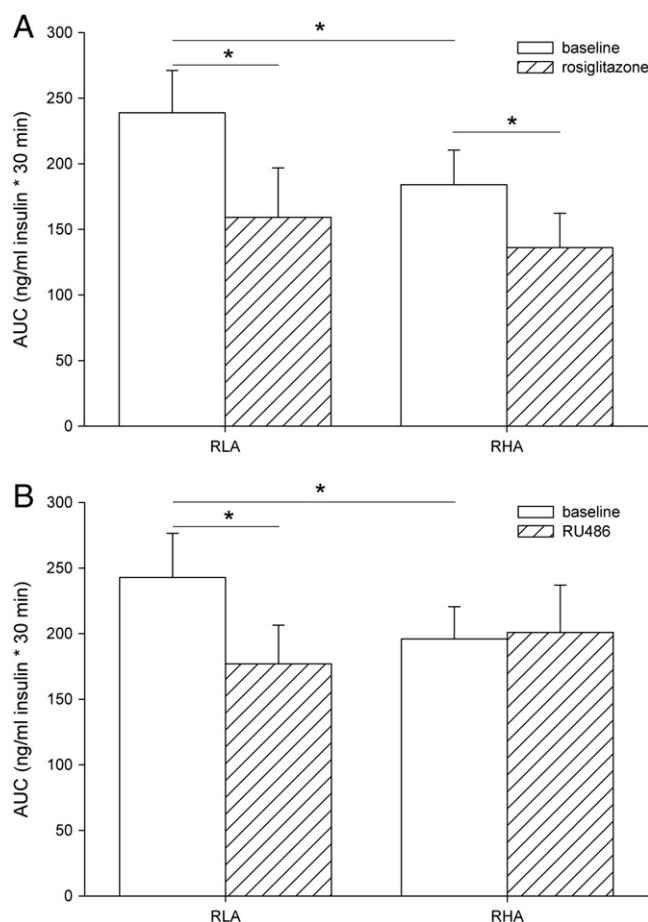 A
AUC (ng/ml insulin * 30 min)
300
250
200
150
100
50
0
*
*
*
baseline
rosiglitazone
RLA
RHA
B
AUC (ng/ml insulin * 30 min)
300
250
200
150
100
50
0
*
*
baseline
RU486
RLA
RHA